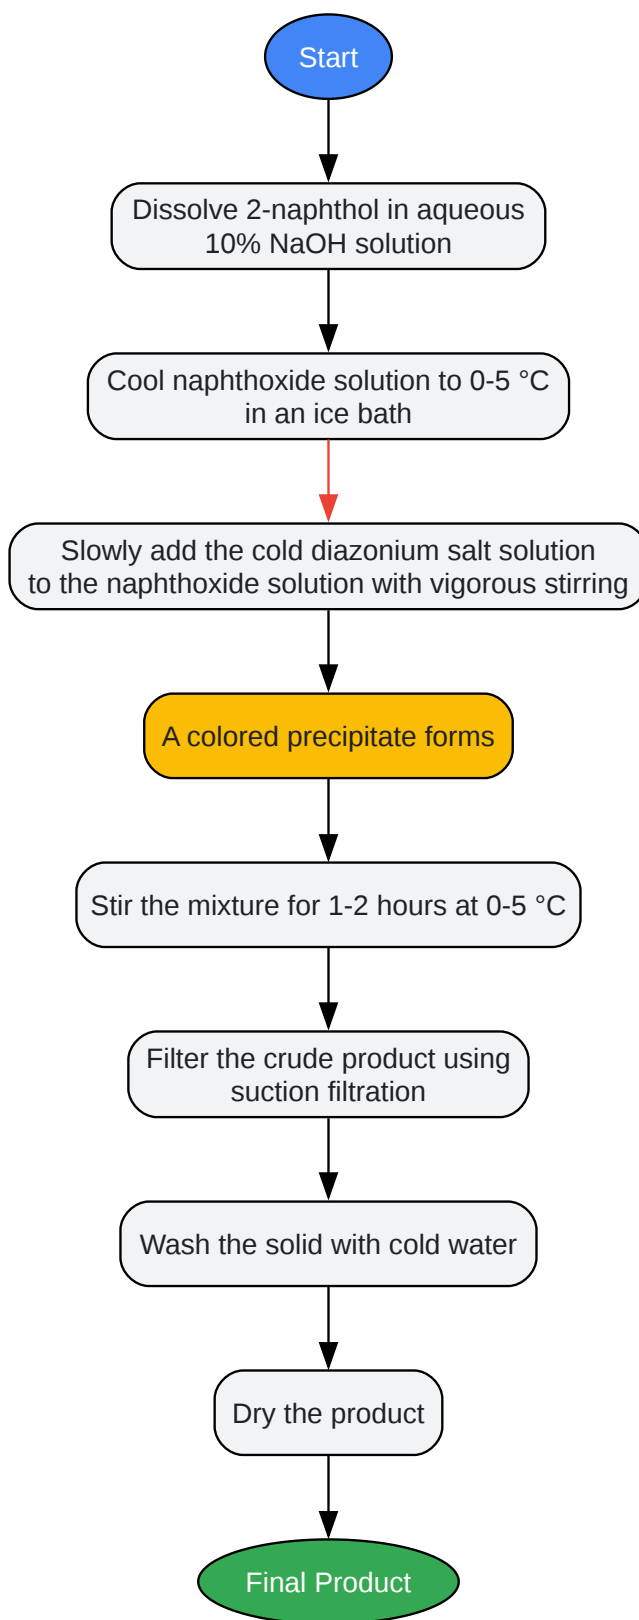 Start
Dissolve 2-naphthol in aqueous
10% NaOH solution
Cool naphthoxide solution to 0-5 °C
in an ice bath
Slowly add the cold diazonium salt solution
to the naphthoxide solution with vigorous stirring
A colored precipitate forms
Stir the mixture for 1-2 hours at 0-5 °C
Filter the crude product using
suction filtration
Wash the solid with cold water
Dry the product
Final Product